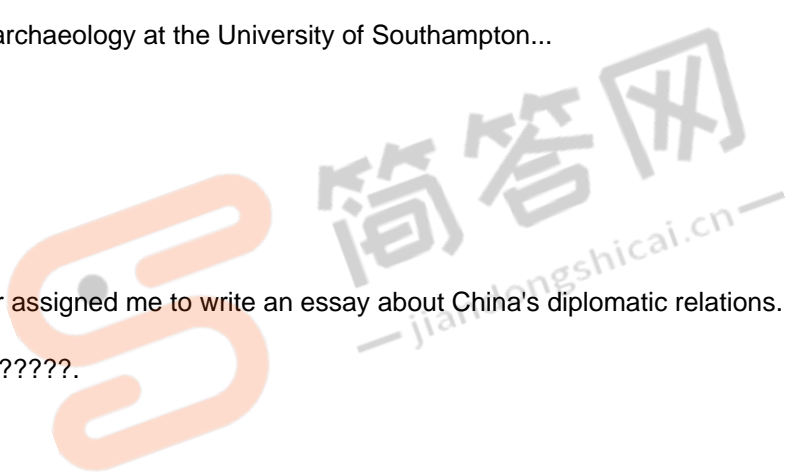 archaeology at the University of Southampton...
简答网
jiandongshicai.cn
assigned me to write an essay about China's diplomatic relations.
?????.